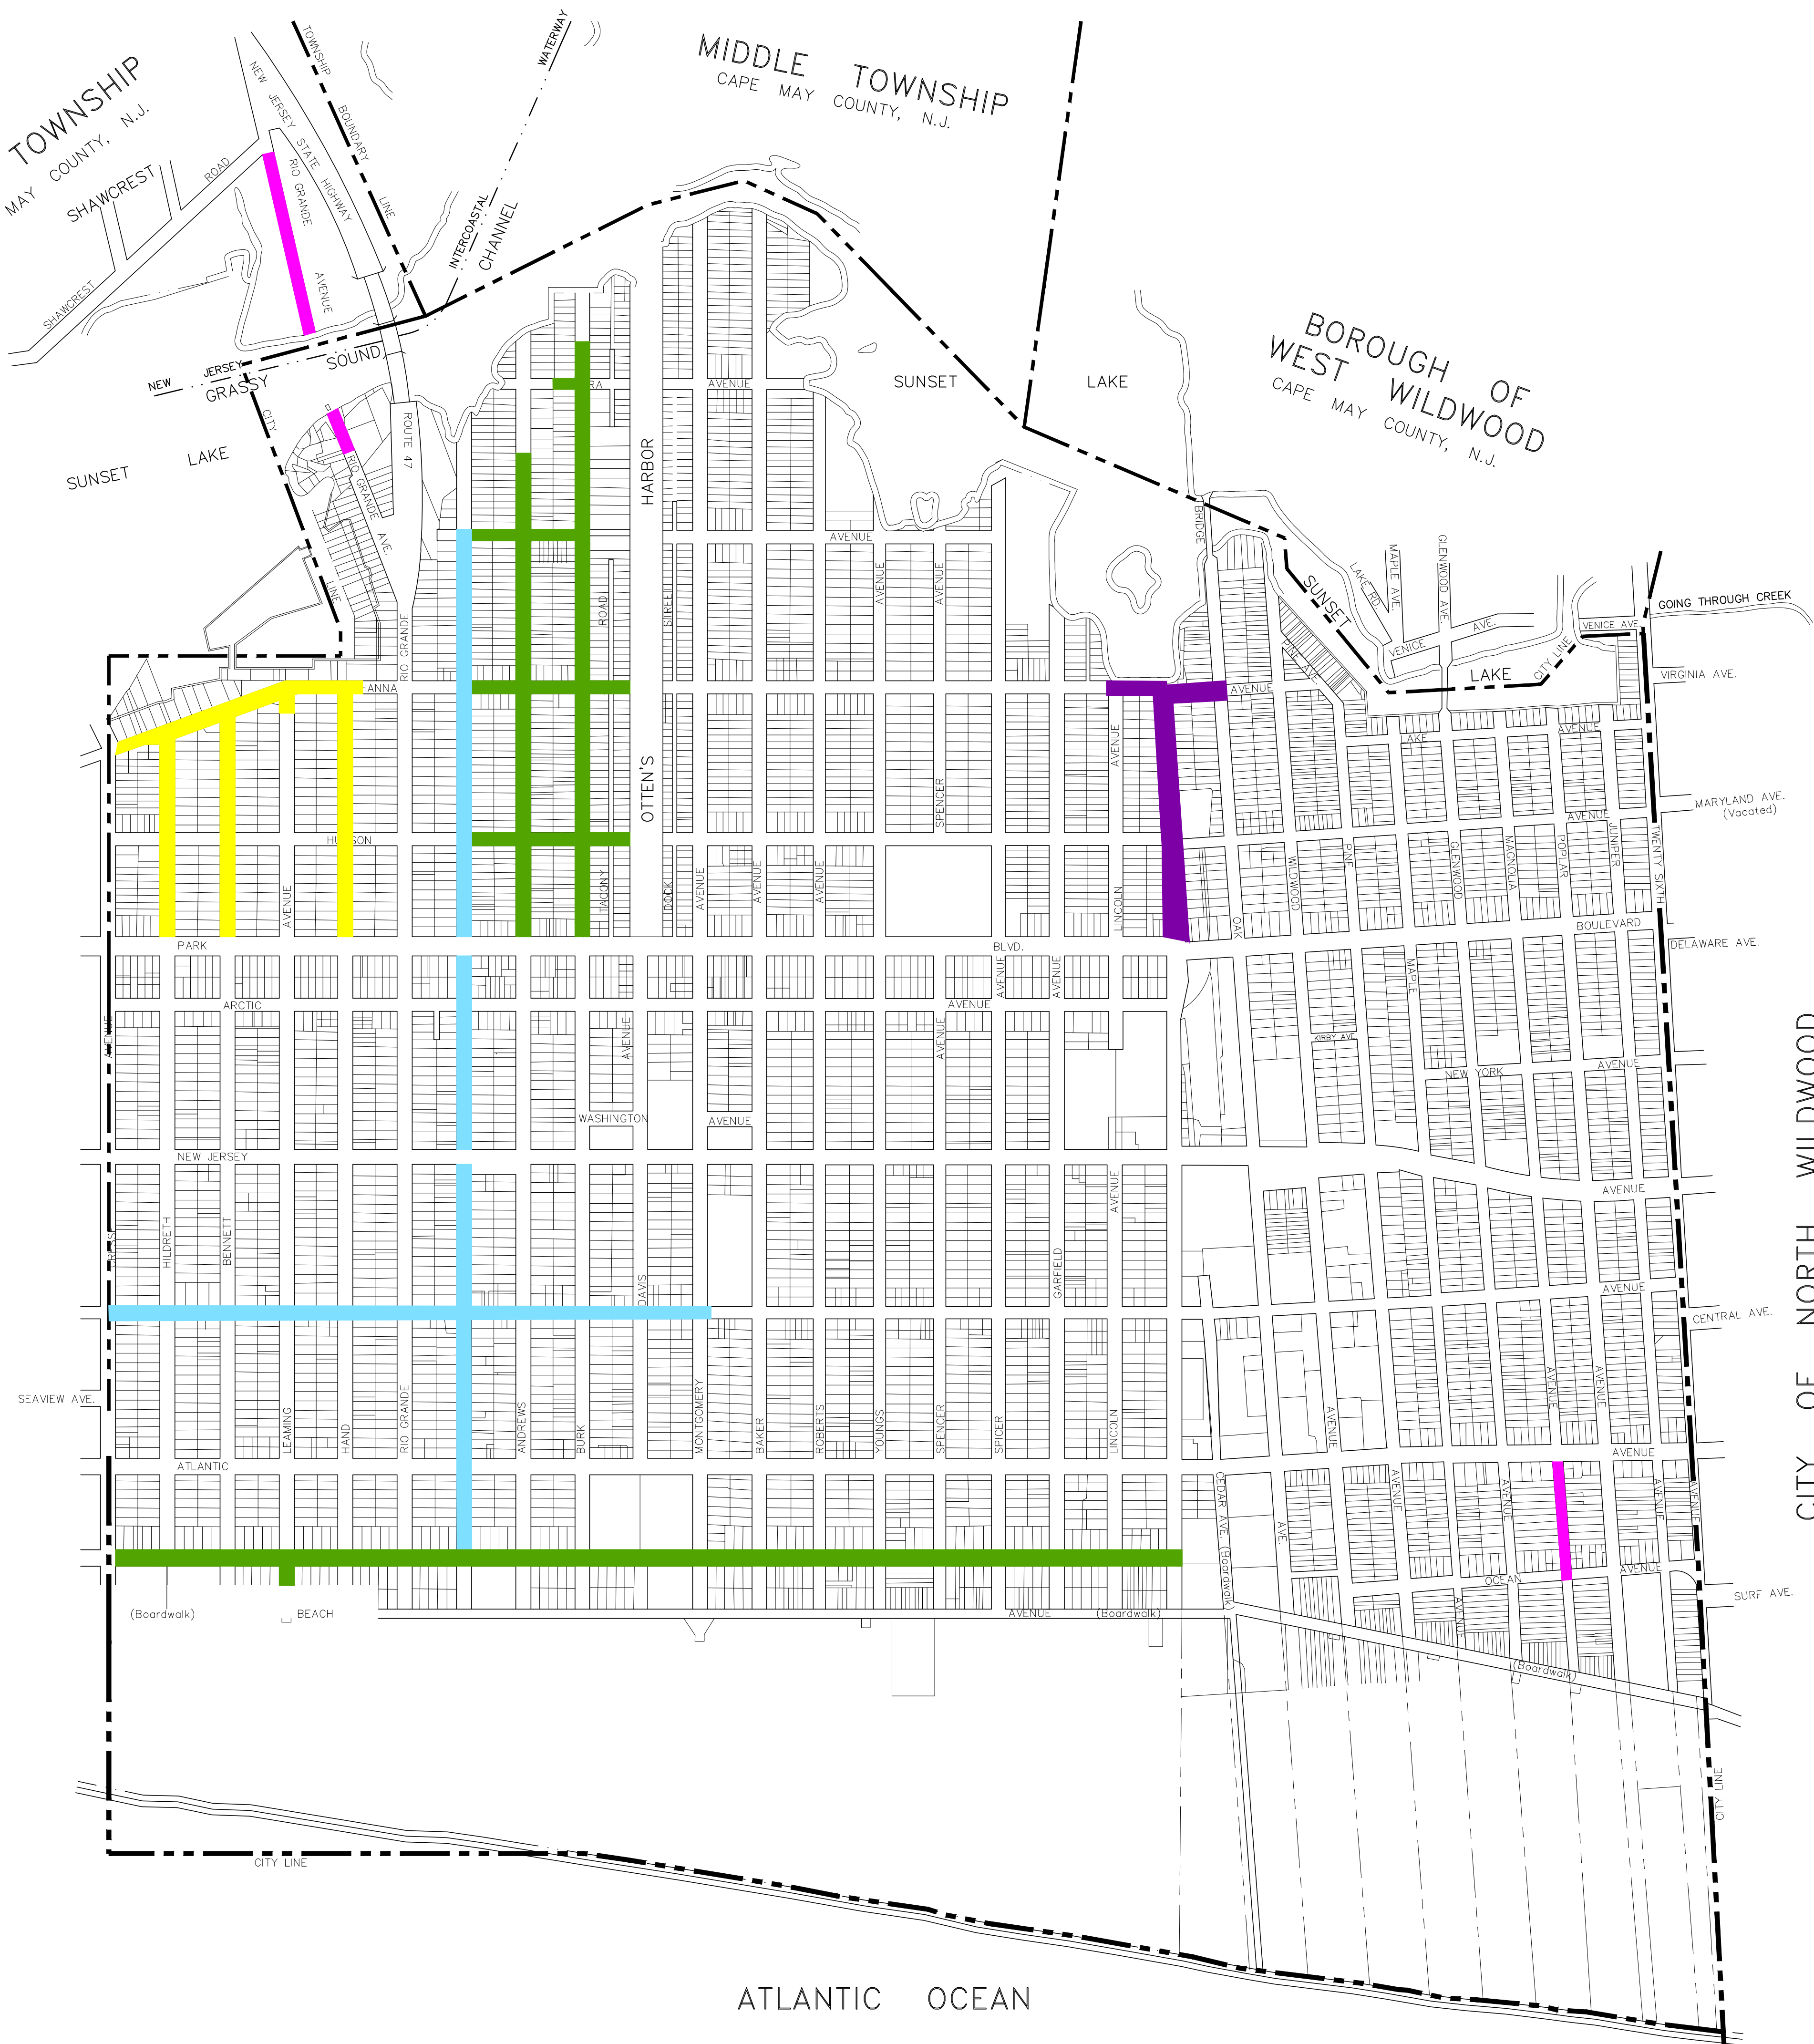 TOWNSHIP
MAY COUNTY, N.J.
SHAWCREST
ROAD
SHAWCREST
NEW JERSEY STATE HIGHWAY
RIO GRANDE
AVENUE
TOWNSHIP BOUNDARY LINE
WATERWAY
INTERCOASTAL
CHANNEL
MIDDLE TOWNSHIP
CAPE MAY COUNTY, N.J.
NEW JERSEY
GRASSY SOUND
CITY
LINE
SUNSET LAKE
ROUTE 47
RIO GRANDE
AVE.
RIO GRANDE
RA
AVENUE
HARBOR
OTTEN'S
SUNSET LAKE
BOROUGH OF
WEST WILDWOOD
CAPE MAY COUNTY, N.J.
AVENUE
AVENUE
AVENUE
ROAD
STREET
BRIDGE
SUNSET
LAKE RD.
MAPLE AVE.
GLENWOOD AVE.
VENICE AVE.
VENICE AVE.
GOING THROUGH CREEK
CITY LINE
LAKE
VIRGINIA AVE.
HANNA
AVENUE
AVENUE
LAKE
AVENUE
SPENCER
MARYLAND AVE.
(Vacated)
AVENUE
AVENUE
TACONY
DOCK
AVENUE
AVENUE
AVENUE
LINCOLN
OAK
WILDWOOD
PINE
GLENWOOD
MAGNOLIA
POPLAR
JUNIPER
TWENTY SIXTH
PARK
BLVD.
BOULEVARD
DELAWARE AVE.
MAPLE
AVENUE
AVENUE
ARCTIC
AVENUE
AVENUE
AVENUE
AVENUE
KIRBY AVE.
NEW YORK
AVENUE
WASHINGTON
AVENUE
NEW JERSEY
AVENUE
AVENUE
HILDRETH
BENNETT
DAVIS
GARFIELD
AVENUE
CENTRAL AVE.
SEAVIEW AVE.
LEAMING
HAND
RIO GRANDE
ANDREWS
BURK
MONTGOMERY
BAKER
ROBERTS
YOUNGS
SPENCER
SPICER
LINCOLN
AVENUE
AVENUE
AVENUE
ATLANTIC
AVENUE
CEDAR AVE. (Boardwalk)
AVE.
AVENUE
AVENUE
AVENUE
AVENUE
OCEAN
AVENUE
SURF AVE.
AVENUE
(Boardwalk)
BEACH
AVENUE
(Boardwalk)
(Boardwalk)
CITY OF NORTH WILDWOOD
CITY LINE
CITY LINE
ATLANTIC OCEAN